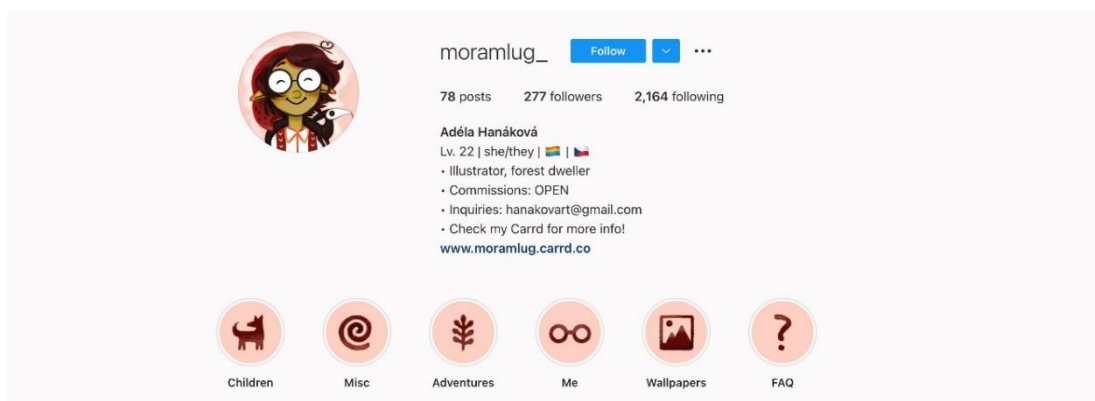 moramlug_ Follow
78 posts 277 followers 2,164 following
Adéla Hanáková
Lv. 22 | she/they | 🏳️‍🌈 | 🇨🇿
• Illustrator, forest dweller
• Commissions: OPEN
• Inquiries: hanakovart@gmail.com
• Check my Carrd for more info!
www.moramlug.carrd.co
?
Children Misc Adventures Me Wallpapers FAQ